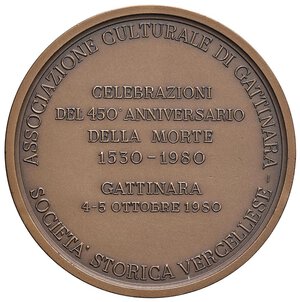 ASSOCIAZIONE CULTURALE DI GATTINARA
CELEBRAZIONI
DEL 450° ANNIVERSARIO
DELLA MORTE
1530-1980
GATTINARA
4-5 OTTOBRE 1980
SOCIETA' STORICA VERCELLESE